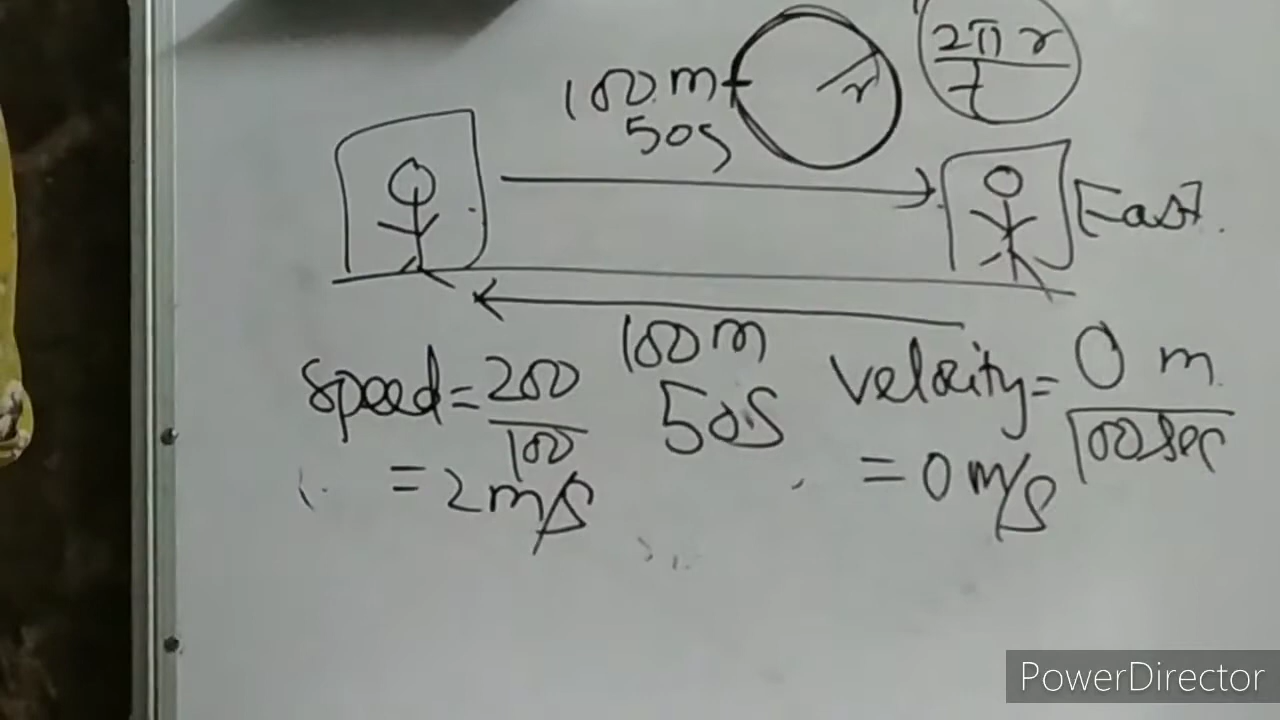 100m
50s
r
2πr
t
East.
100m
50s
Speed = 200
100
= 2m/s
Velocity = 0 m
100sec
= 0 m/s
PowerDirector